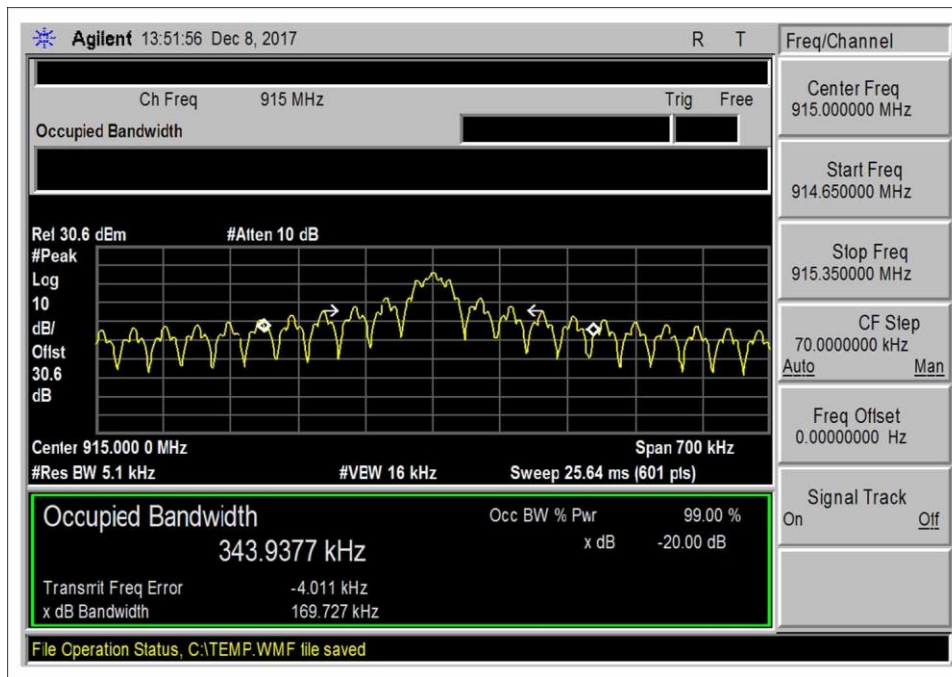 Agilent 13:51:56 Dec 8, 2017 R T
Freq/Channel
Ch Freq 915 MHz Trig Free
Occupied Bandwidth
Center Freq
915.000000 MHz
Start Freq
914.650000 MHz
Stop Freq
915.350000 MHz
CF Step
70.0000000 kHz
Auto Man
Freq Offset
0.00000000 Hz
Signal Track
On Off
Ref 30.6 dBm #Atten 10 dB
#Peak
Log
10
dB/
Offst
30.6
dB
Center 915.000 0 MHz Span 700 kHz
#Res BW 5.1 kHz #VBW 16 kHz Sweep 25.64 ms (601 pts)
Occupied Bandwidth Occ BW % Pwr 99.00 %
343.9377 kHz x dB -20.00 dB
Transmit Freq Error -4.011 kHz
x dB Bandwidth 169.727 kHz
File Operation Status, C:\TEMP.WMF file saved